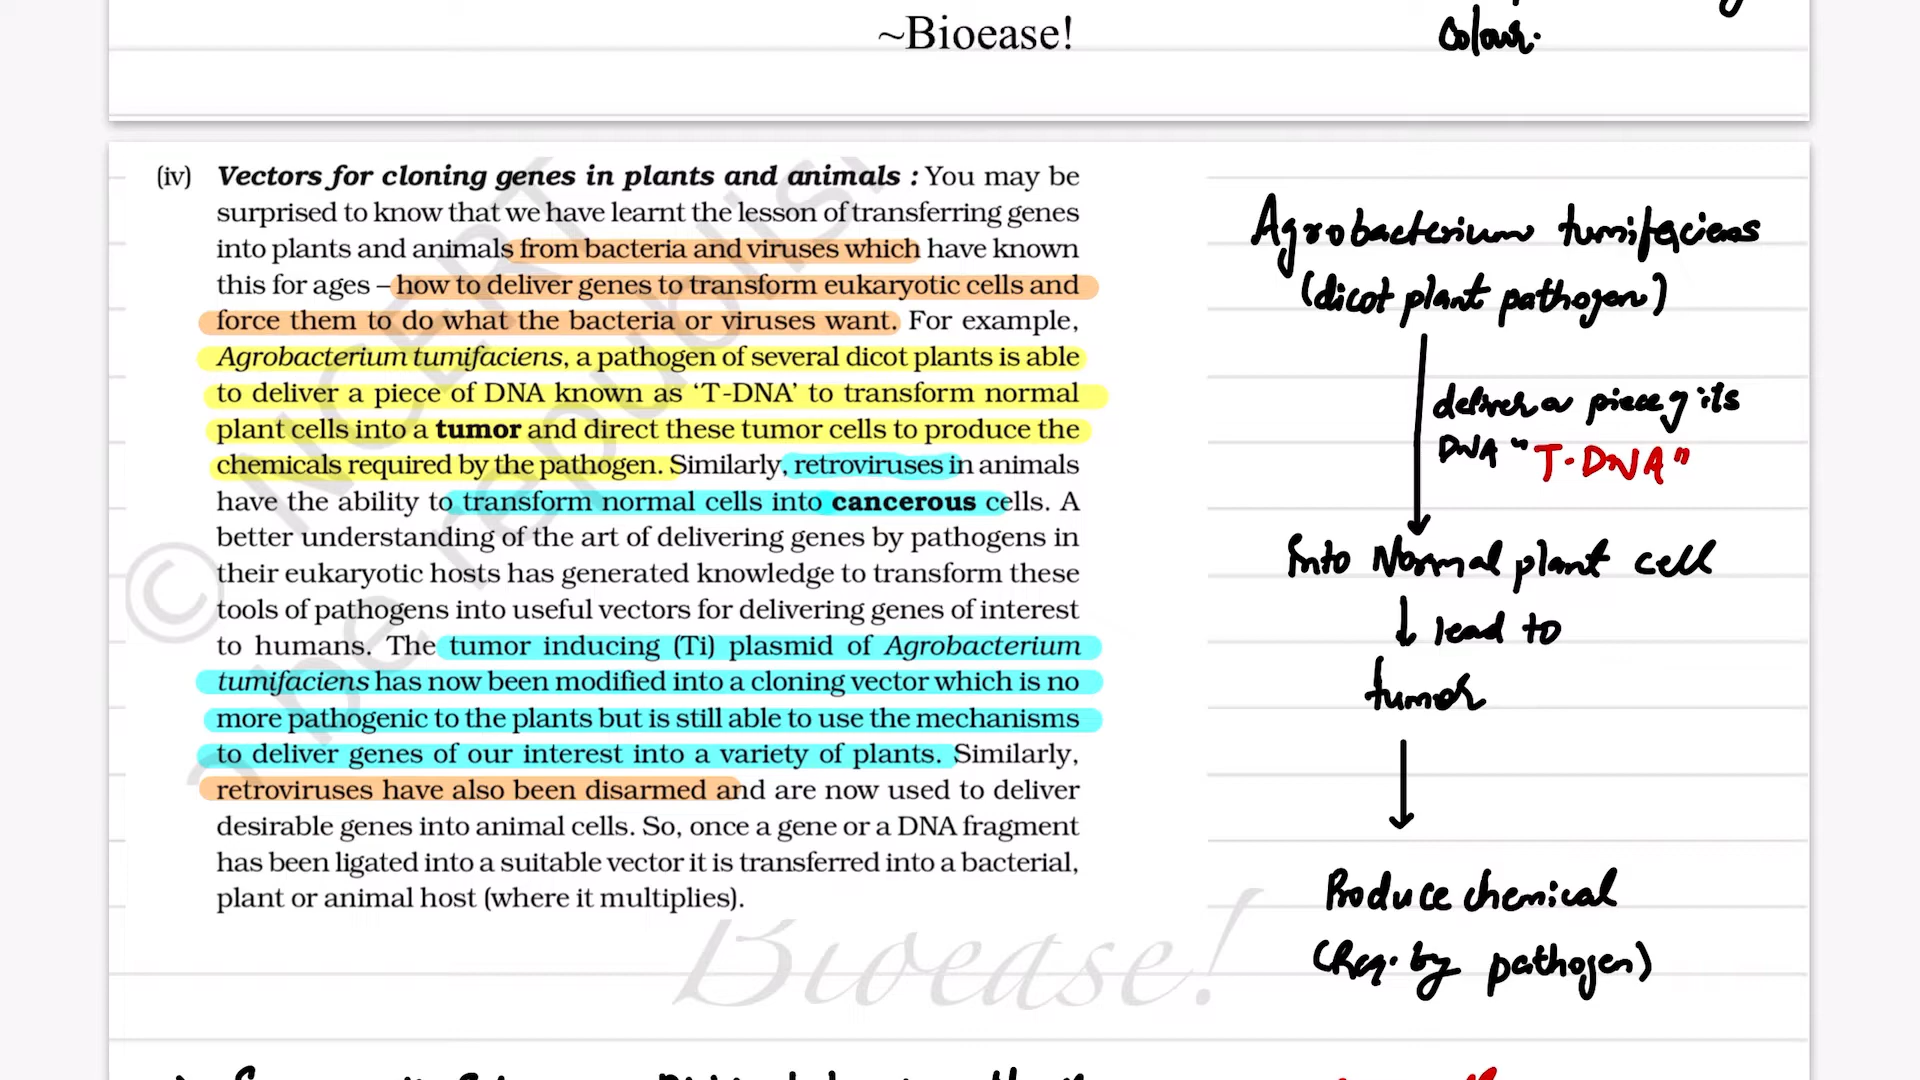 colour.
~Bioease!
(iv) Vectors for cloning genes in plants and animals : You may be
surprised to know that we have learnt the lesson of transferring genes
into plants and animals from bacteria and viruses which have known
this for ages – how to deliver genes to transform eukaryotic cells and
force them to do what the bacteria or viruses want. For example,
Agrobacterium tumifaciens, a pathogen of several dicot plants is able
to deliver a piece of DNA known as ‘T-DNA’ to transform normal
plant cells into a tumor and direct these tumor cells to produce the
chemicals required by the pathogen. Similarly, retroviruses in animals
have the ability to transform normal cells into cancerous cells. A
better understanding of the art of delivering genes by pathogens in
their eukaryotic hosts has generated knowledge to transform these
tools of pathogens into useful vectors for delivering genes of interest
to humans. The tumor inducing (Ti) plasmid of Agrobacterium
tumifaciens has now been modified into a cloning vector which is no
more pathogenic to the plants but is still able to use the mechanisms
to deliver genes of our interest into a variety of plants. Similarly,
retroviruses have also been disarmed and are now used to deliver
desirable genes into animal cells. So, once a gene or a DNA fragment
has been ligated into a suitable vector it is transferred into a bacterial,
plant or animal host (where it multiplies).
Bioease!
© NCERT
be republis
Agrobacterium tumifaciens
(dicot plant pathogen)
deliver a piece of its
DNA "T-DNA"
into Normal plant cell
lead to
tumor
Produce chemical
(Req. by pathogen)